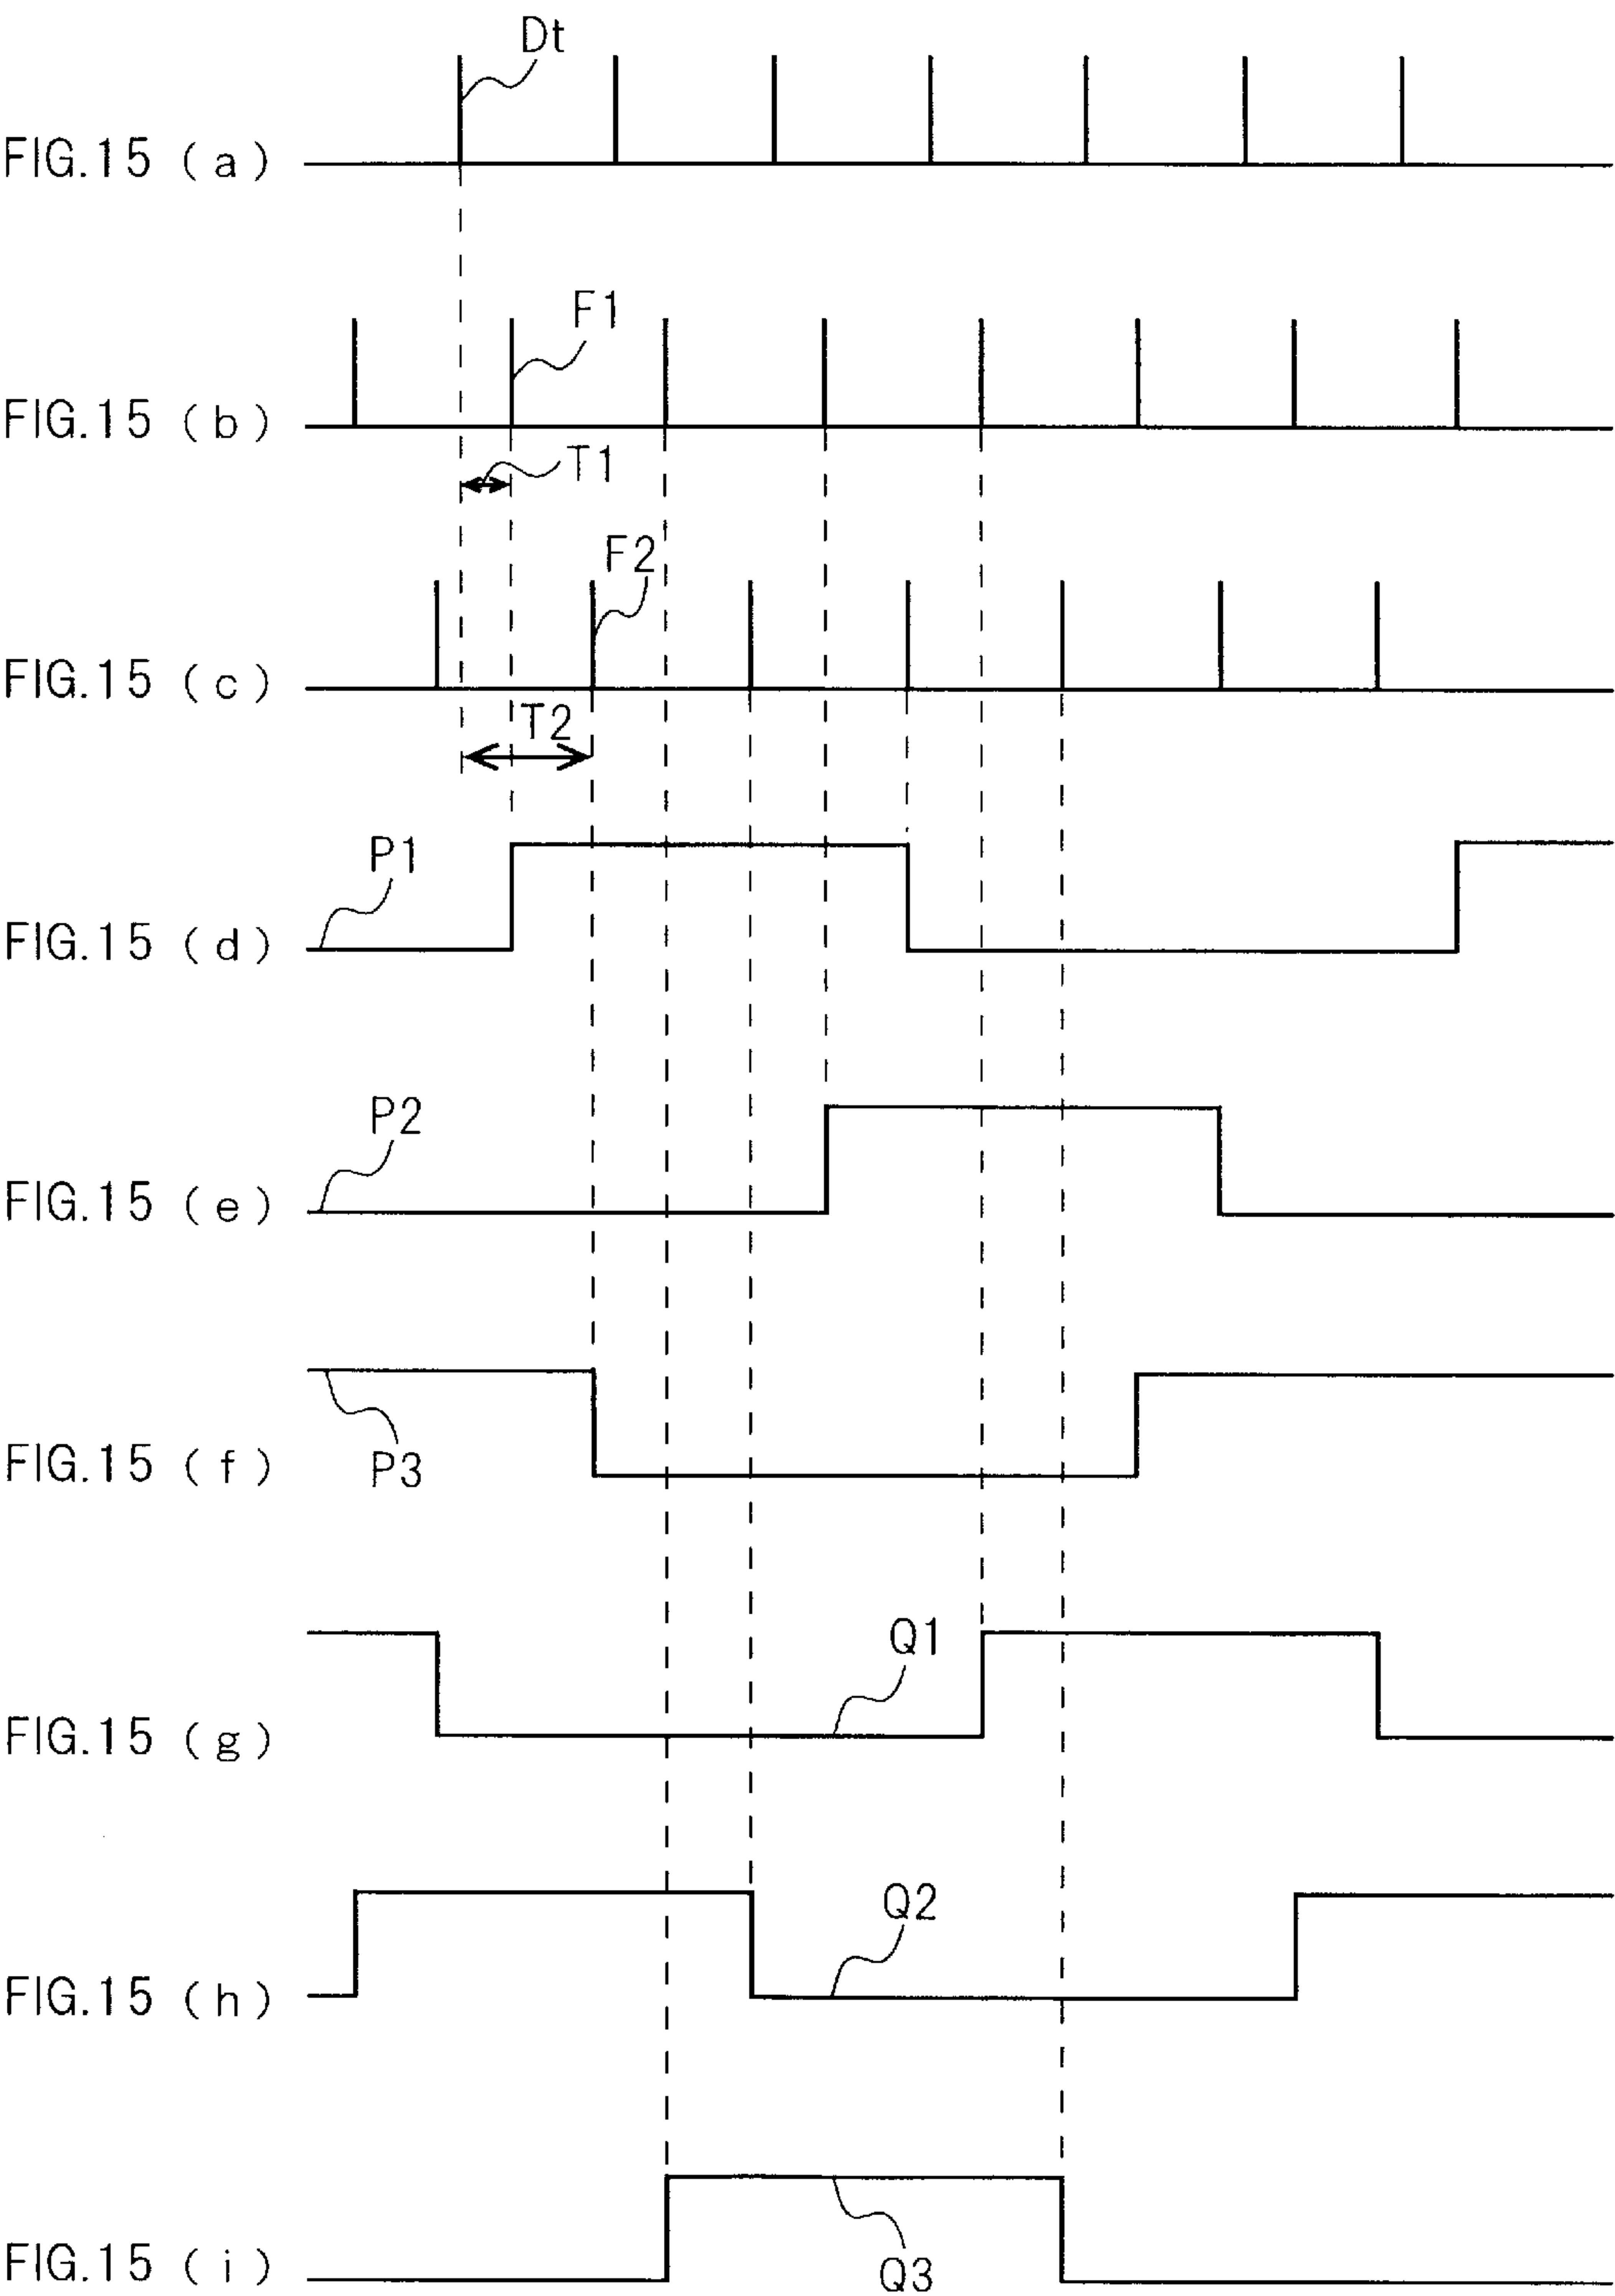 Dt
FIG.15 (a)
F1
FIG.15 (b)
T1
F2
FIG.15 (c)
T2
P1
FIG.15 (d)
P2
FIG.15 (e)
FIG.15 (f)
P3
Q1
FIG.15 (g)
Q2
FIG.15 (h)
FIG.15 (i)
Q3